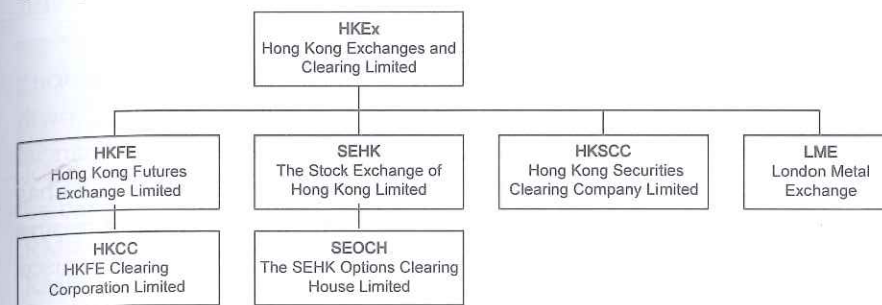 HKEx
Hong Kong Exchanges and
Clearing Limited
HKFE
Hong Kong Futures
Exchange Limited
SEHK
The Stock Exchange of
Hong Kong Limited
HKSCC
Hong Kong Securities
Clearing Company Limited
LME
London Metal
Exchange
HKCC
HKFE Clearing
Corporation Limited
SEOCH
The SEHK Options Clearing
House Limited